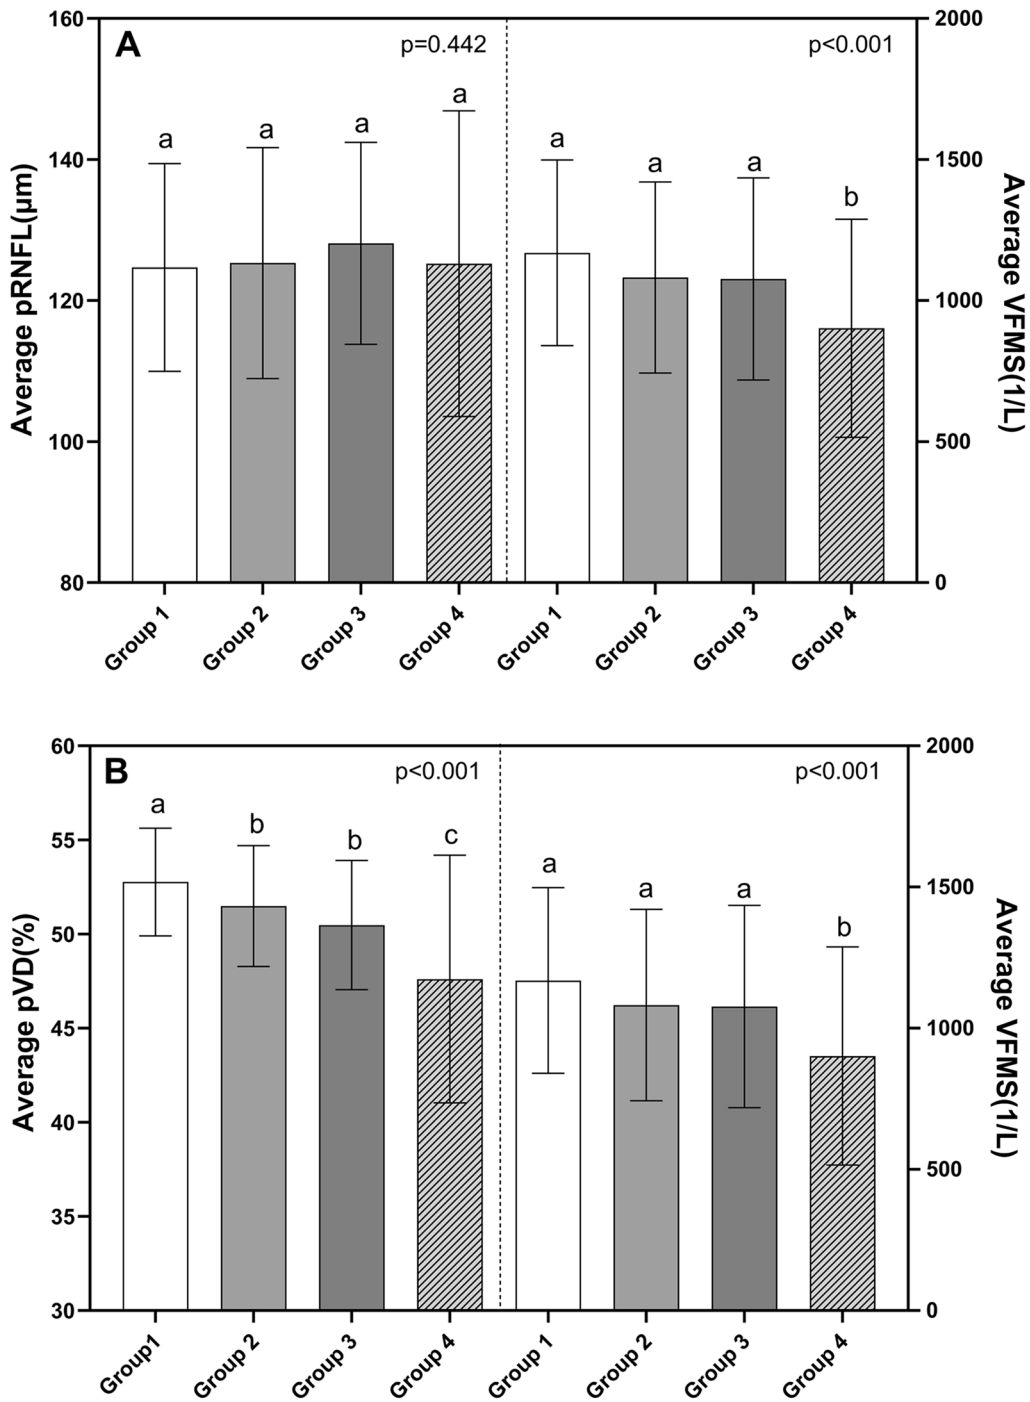 A
p=0.442
p<0.001
160
140
120
100
80
Average pRNFL(μm)
a
a
a
a
a
a
a
b
2000
1500
1000
500
0
Average VFMS(1/L)
Group 1
Group 2
Group 3
Group 4
Group 1
Group 2
Group 3
Group 4
B
p<0.001
p<0.001
60
55
50
45
40
35
30
Average pVD(%)
a
b
b
c
a
a
a
b
2000
1500
1000
500
0
Average VFMS(1/L)
Group1
Group 2
Group 3
Group 4
Group 1
Group 2
Group 3
Group 4